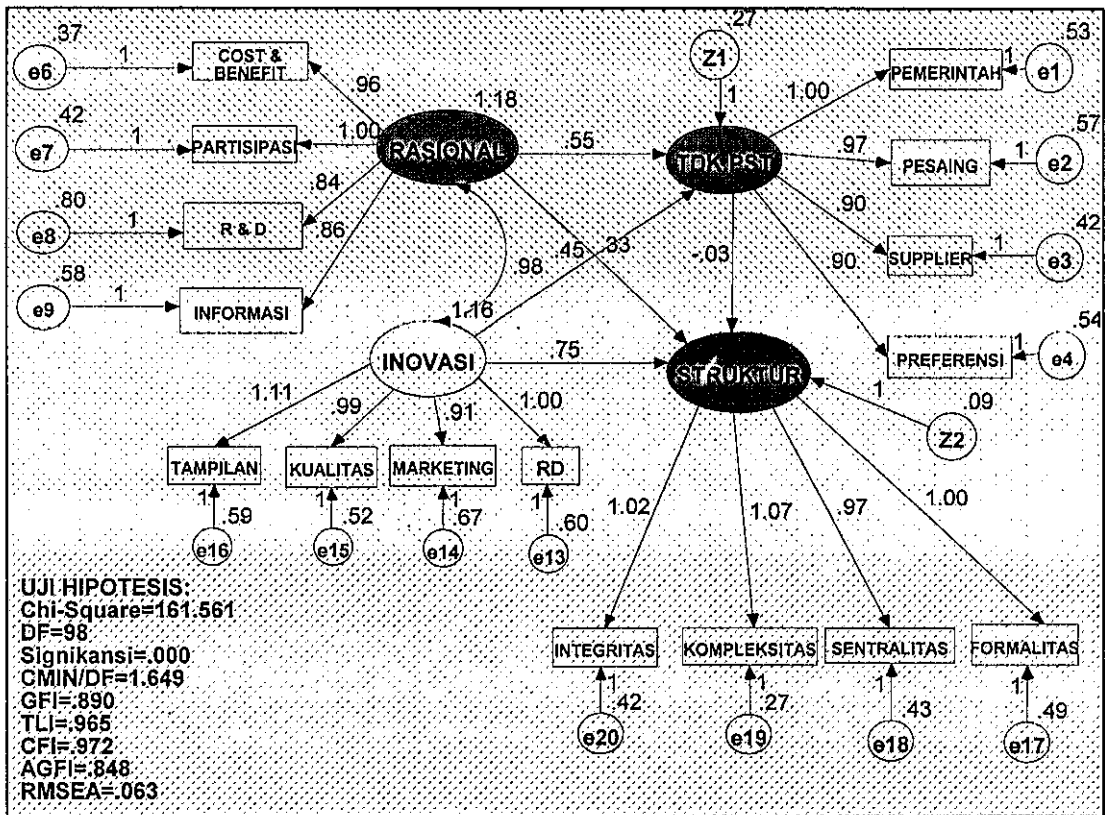 .37
e6
1
COST &
BENEFIT
.96
.42
e7
1
PARTISIPASI
1.00
.80
e8
1
R & D
.84
.58
e9
1
INFORMASI
.86
1.18
RASIONAL
.55
.27
Z1
1
TDK.PST
1.00
PEMERINTAH
1
.53
e1
.97
PESAING
1
.57
e2
.90
SUPPLIER
1
.42
e3
.90
PREFERENSI
1
.54
e4
.98
.45
.33
-.03
1.16
INOVASI
.75
STRUKTUR
1
.09
Z2
1.11
.99
.91
1.00
TAMPILAN
KUALITAS
MARKETING
RD
1
.59
1
.52
1
.67
1
.60
e16
e15
e14
e13
1.02
1.07
.97
1.00
INTEGRITAS
KOMPLEKSITAS
SENTRALITAS
FORMALITAS
1
.42
1
.27
1
.43
1
.49
e20
e19
e18
e17
UJI HIPOTESIS:
Chi-Square=161.561
DF=98
Signikansi=.000
CMIN/DF=1.649
GFI=.890
TLI=.965
CFI=.972
AGFI=.848
RMSEA=.063